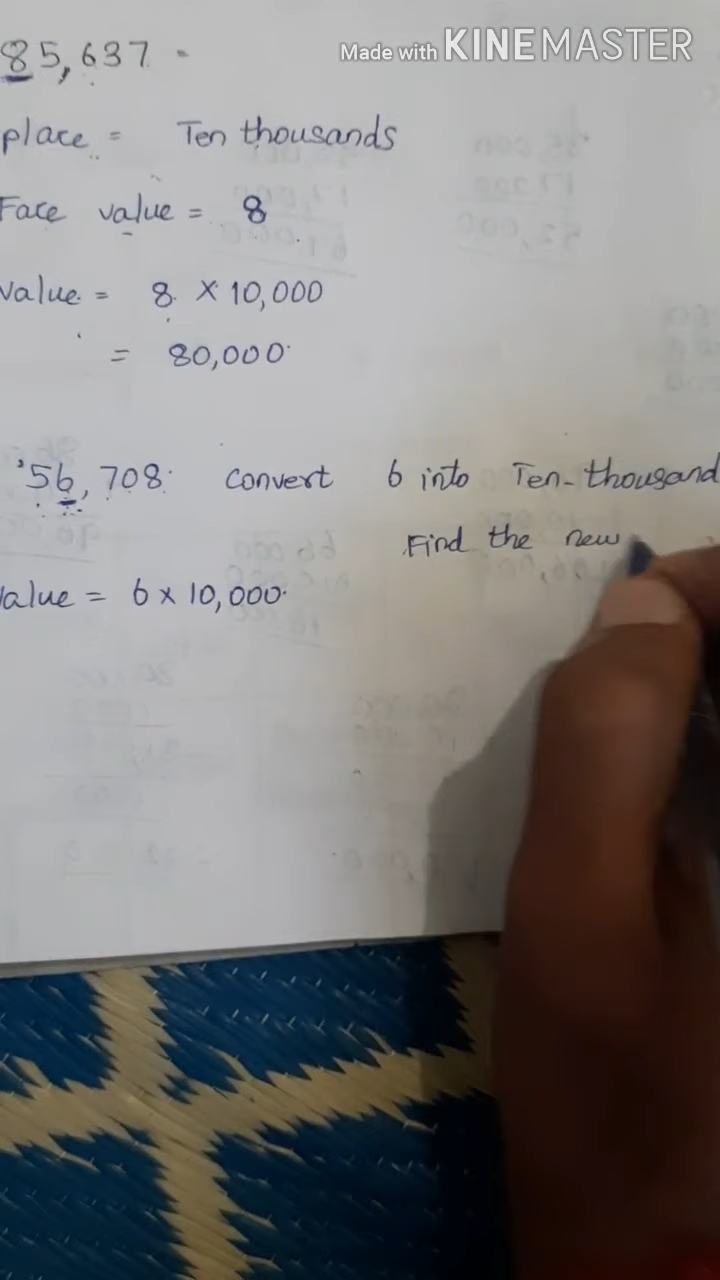 85,637
Made with KINEMASTER
place = Ten thousands
Face value = 8
value = 8 × 10,000
= 80,000
56,708 convert 6 into Ten-thousand
Find the new
value = 6 × 10,000